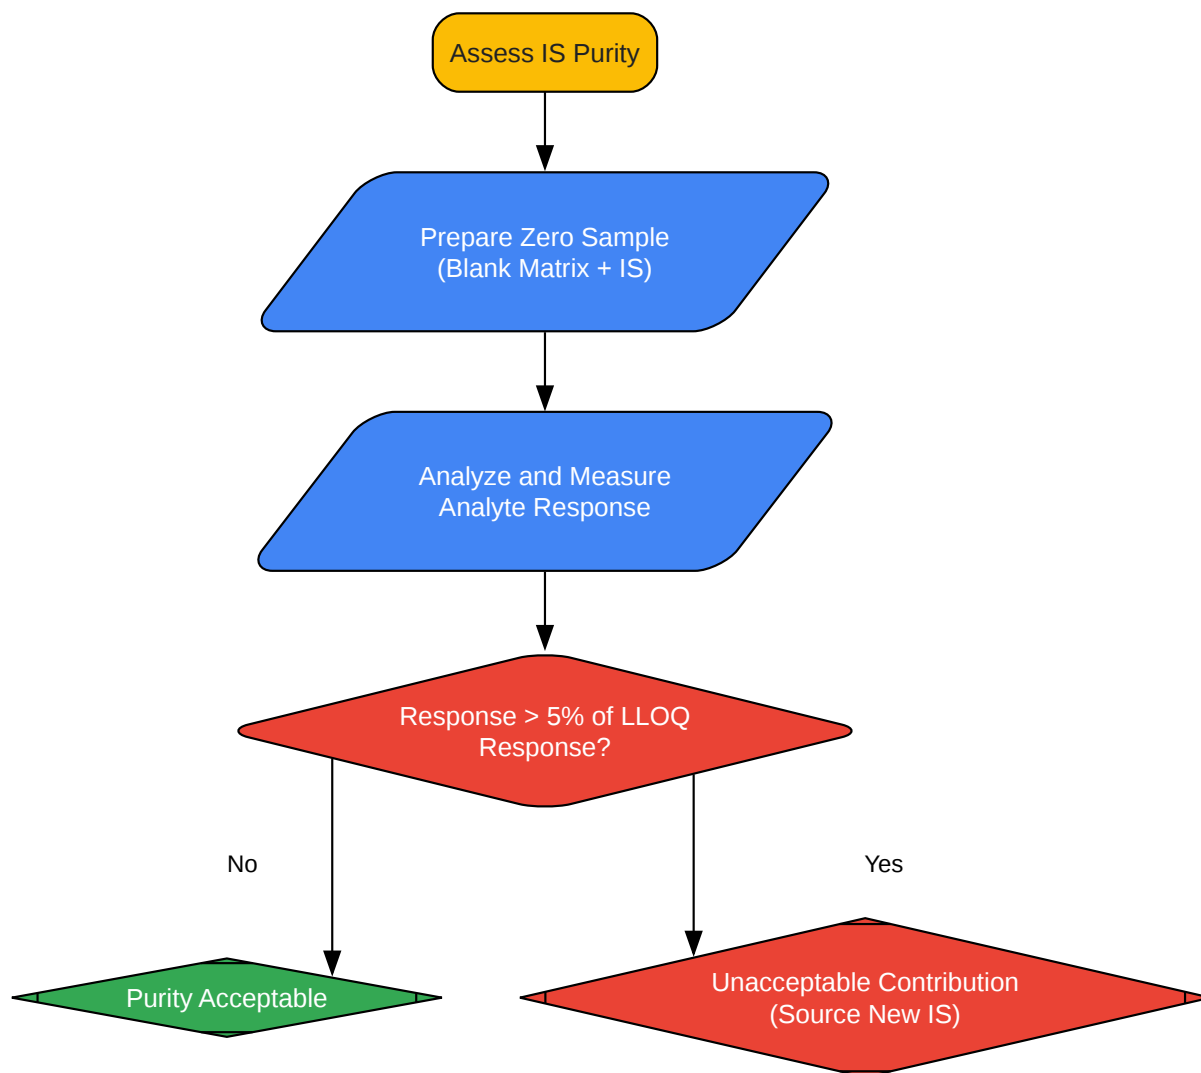 Assess IS Purity
Prepare Zero Sample
(Blank Matrix + IS)
Analyze and Measure
Analyte Response
Response > 5% of LLOQ
Response?
No
Yes
Purity Acceptable
Unacceptable Contribution
(Source New IS)